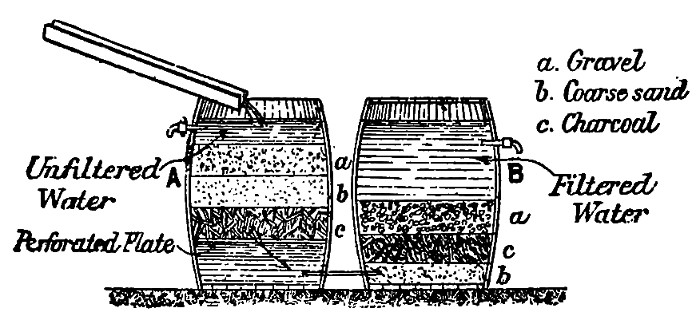 a. Gravel
b. Coarse sand
c. Charcoal
Unfiltered
Water
A
a
b
c
Perforated Plate
B
Filtered
Water
a
c
b